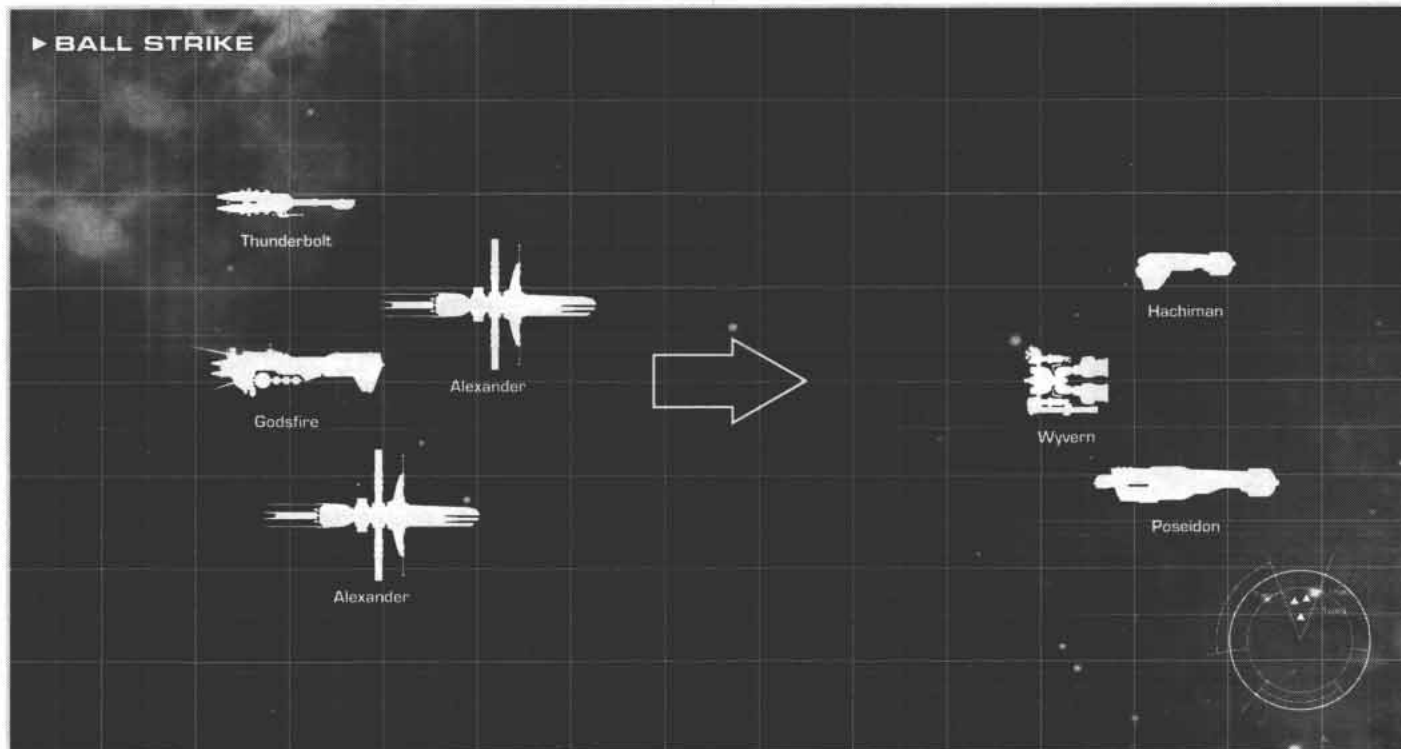 ► BALL STRIKE
Thunderbolt
Hachiman
Alexander
Godsfire
Wyvern
Poseidon
Alexander